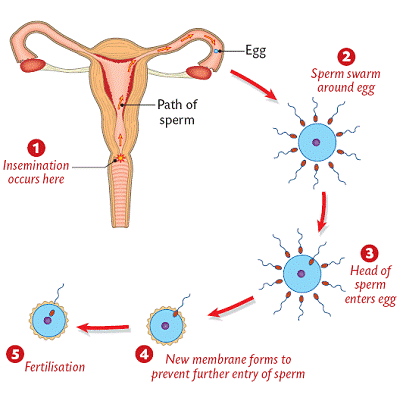 Egg
Path of
sperm
1
Insemination
occurs here
2
Sperm swarm
around egg
3
Head of
sperm
enters egg
4
New membrane forms to
prevent further entry of sperm
5
Fertilisation